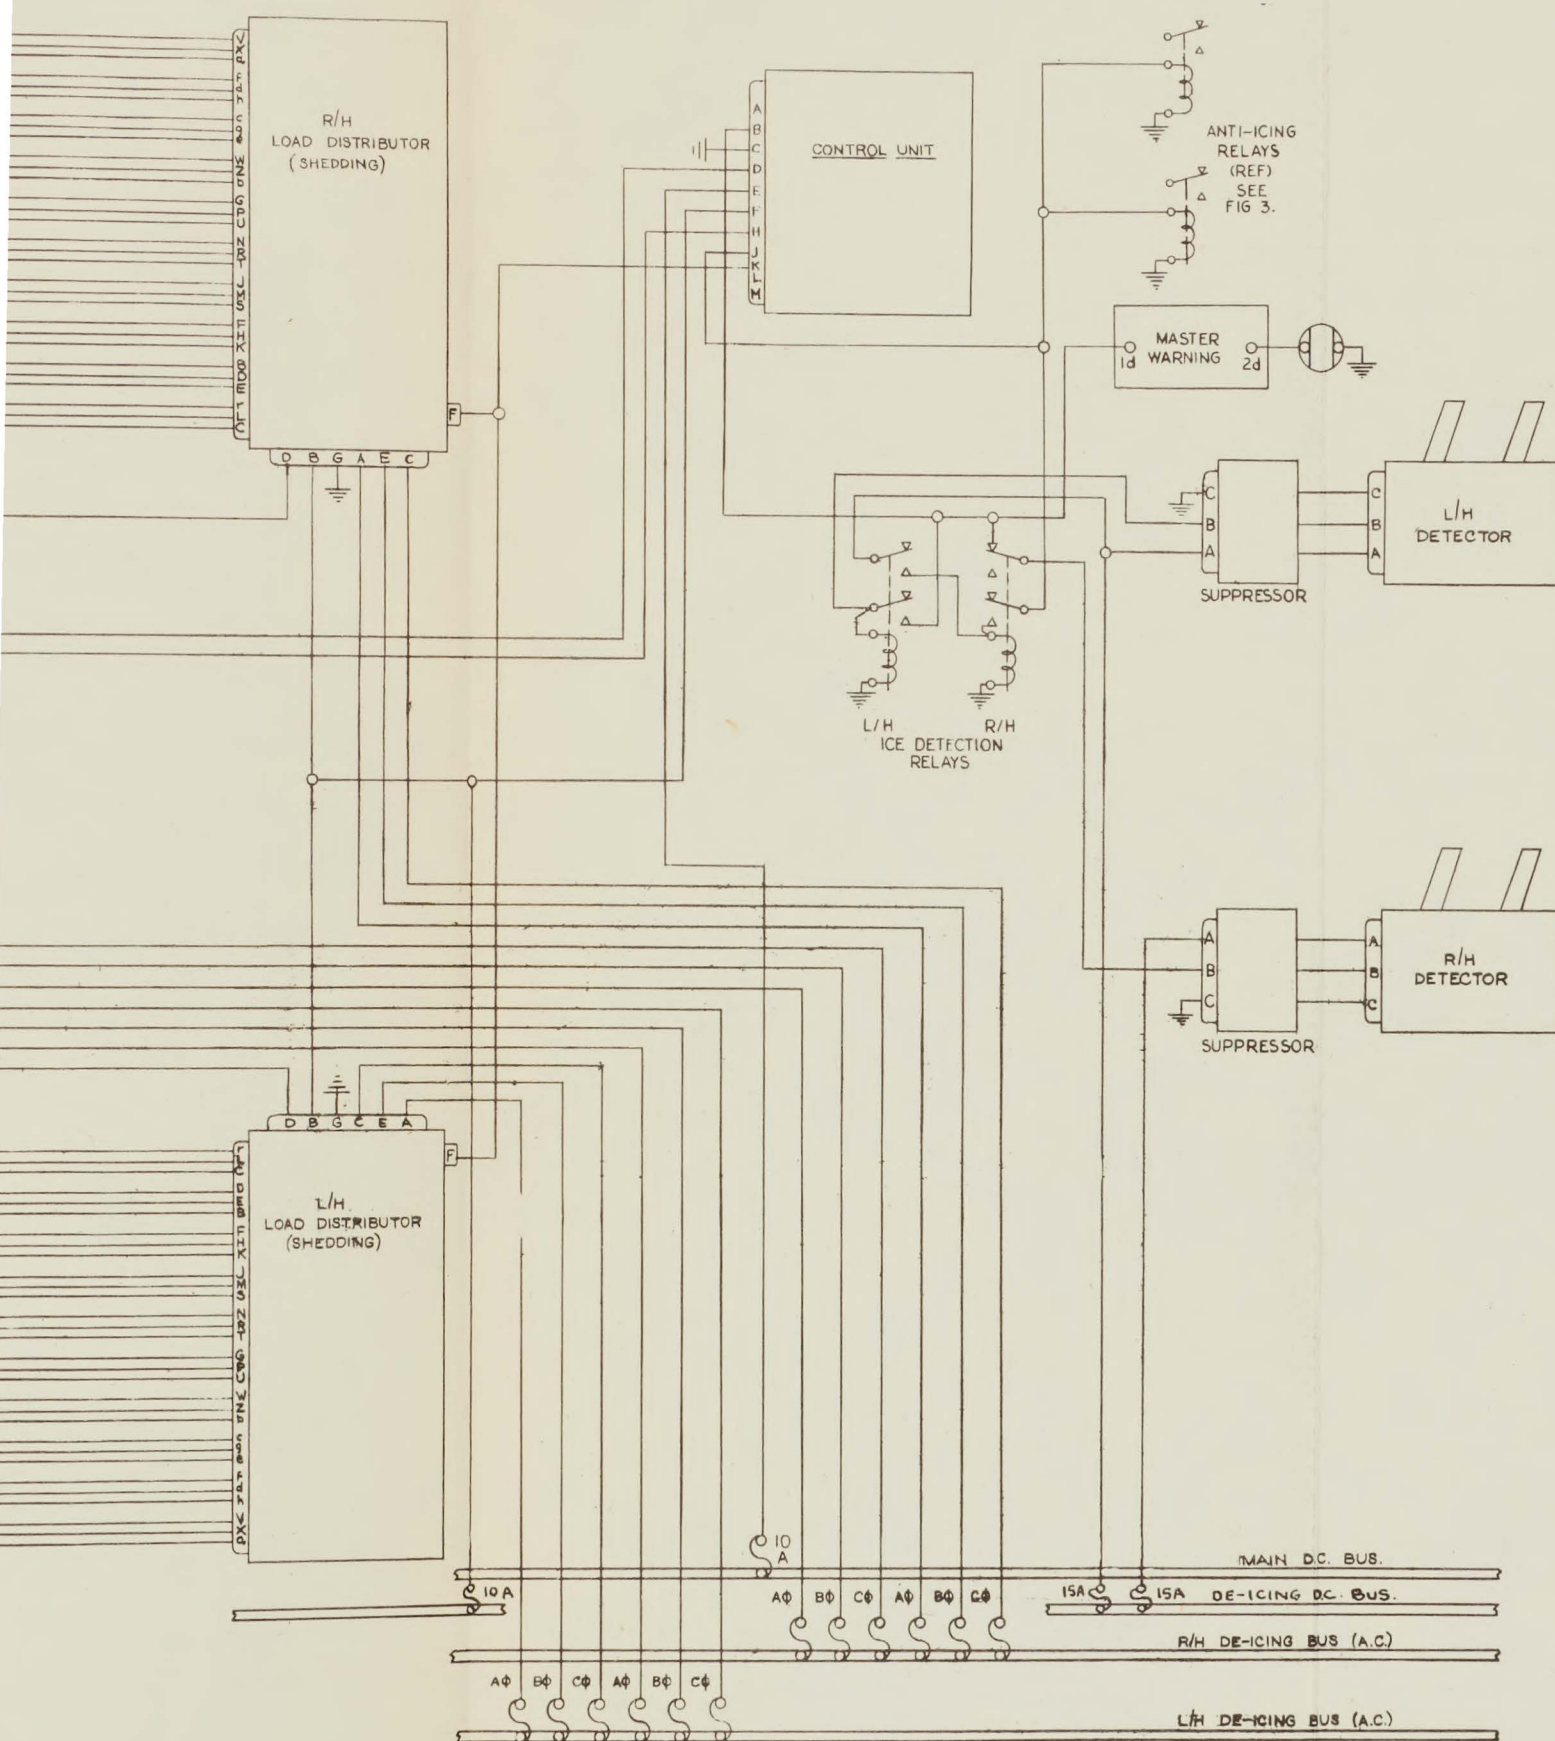 R/H
LOAD DISTRIBUTOR
(SHEDDING)
V
X
P
F
d
h
c
g
e
W
Z
b
G
P
U
N
R
T
J
M
S
F
H
K
B
D
E
r
L
C
F
D B G A E C
CONTROL UNIT
A
B
C
D
E
F
H
J
K
L
M
ANTI-ICING
RELAYS
(REF)
SEE
FIG 3.
MASTER
WARNING
1d
2d
C
B
A
SUPPRESSOR
C
B
A
L/H
DETECTOR
L/H R/H
ICE DETECTION
RELAYS
A
B
C
SUPPRESSOR
A
B
C
R/H
DETECTOR
D B G C E A
F
L/H
LOAD DISTRIBUTOR
(SHEDDING)
r
L
C
D
E
B
F
H
K
J
M
S
N
R
T
G
P
U
W
Z
b
c
g
e
F
d
h
V
X
P
10
A
MAIN D.C. BUS.
10 A
15A
15A
DE-ICING D.C. BUS.
AΦ BΦ CΦ AΦ BΦ CΦ
R/H DE-ICING BUS (A.C.)
AΦ BΦ CΦ AΦ BΦ CΦ
L/H DE-ICING BUS (A.C.)